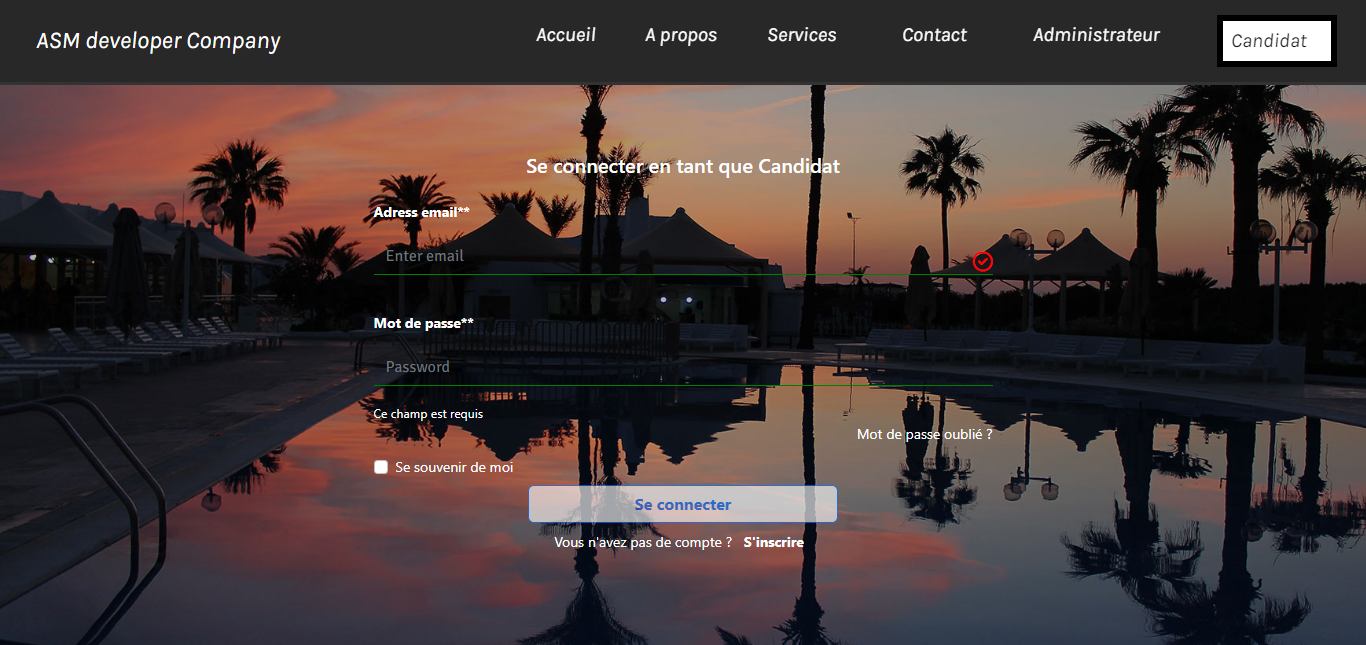 ASM developer Company
Accueil
A propos
Services
Contact
Administrateur
Candidat
Se connecter en tant que Candidat
Adress email**
Enter email
Mot de passe**
Password
Ce champ est requis
Mot de passe oublié ?
Se souvenir de moi
Se connecter
Vous n'avez pas de compte ? S'inscrire